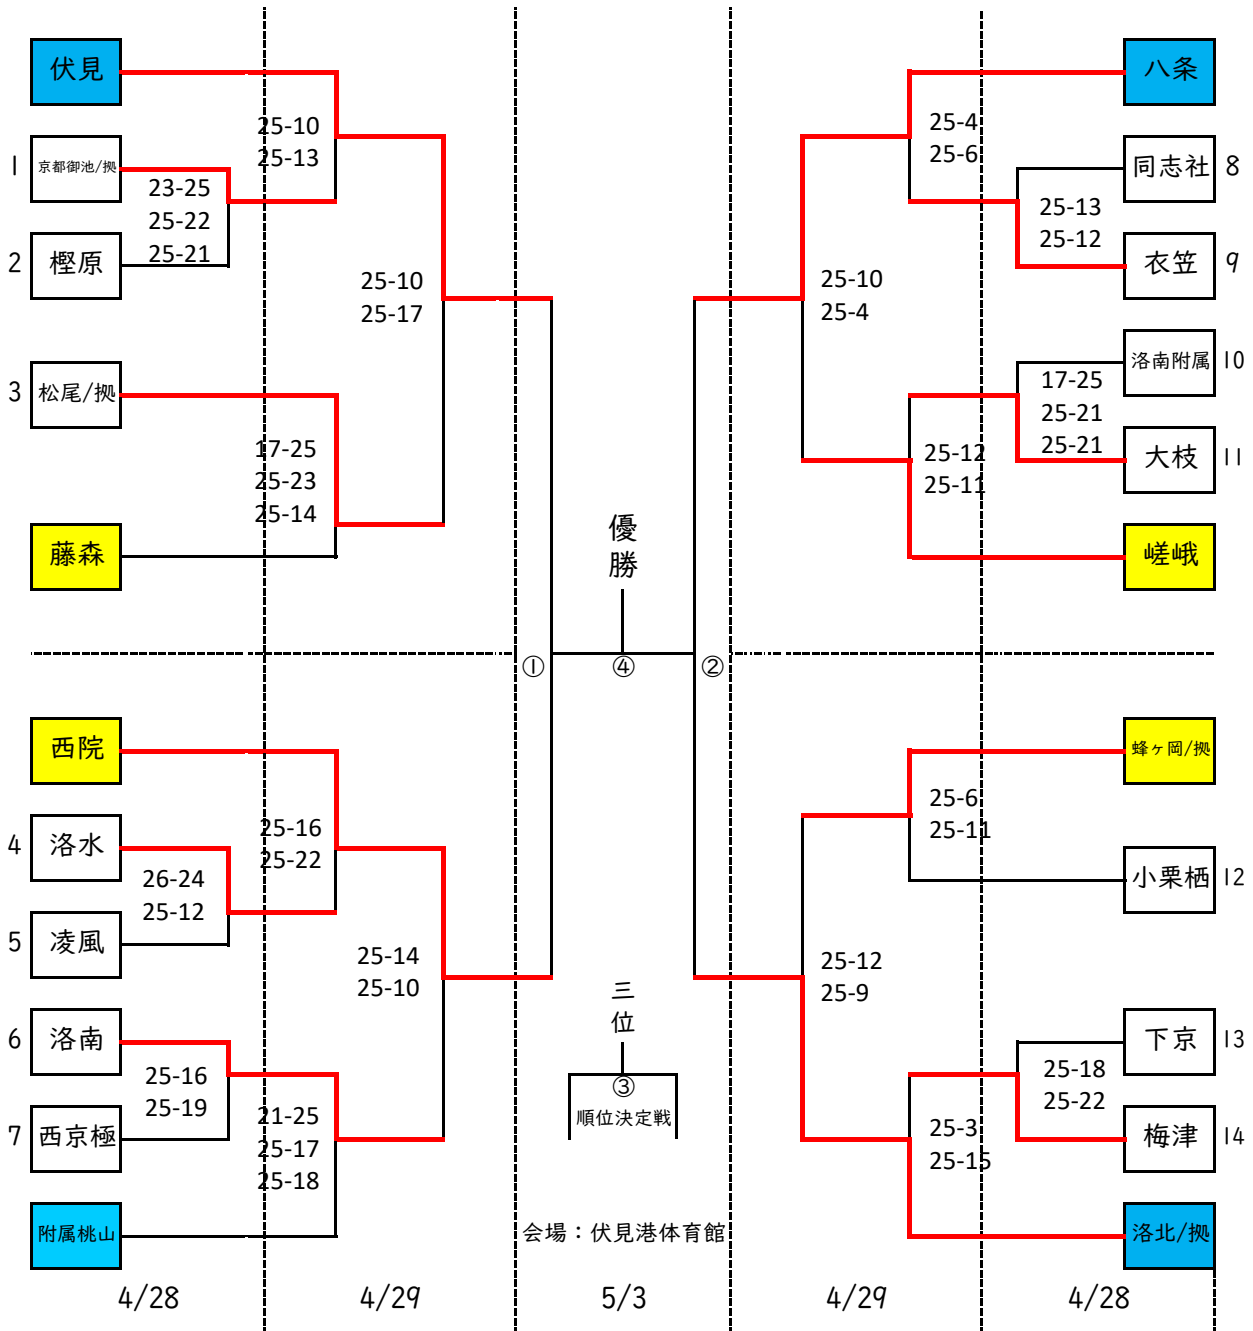 伏見
25-10
25-13
1 京都御池/拠
23-25
25-22
25-21
2 樫原
25-10
25-17
3 松尾/拠
17-25
25-23
25-14
藤森
西院
25-16
25-22
4 洛水
26-24
25-12
5 凌風
25-14
25-10
6 洛南
25-16
25-19
7 西京極
21-25
25-17
25-18
附属桃山
優勝
①
④
②
三位
③
順位決定戦
会場：伏見港体育館
八条
25-4
25-6
同志社 8
25-13
25-12
衣笠 9
25-10
25-4
洛南附属 10
17-25
25-21
25-21
大枝 11
25-12
25-11
嵯峨
蜂ヶ岡/拠
25-6
25-11
小栗栖 12
25-12
25-9
下京 13
25-18
25-22
梅津 14
25-3
25-15
洛北/拠
4/28 4/29 5/3 4/29 4/28